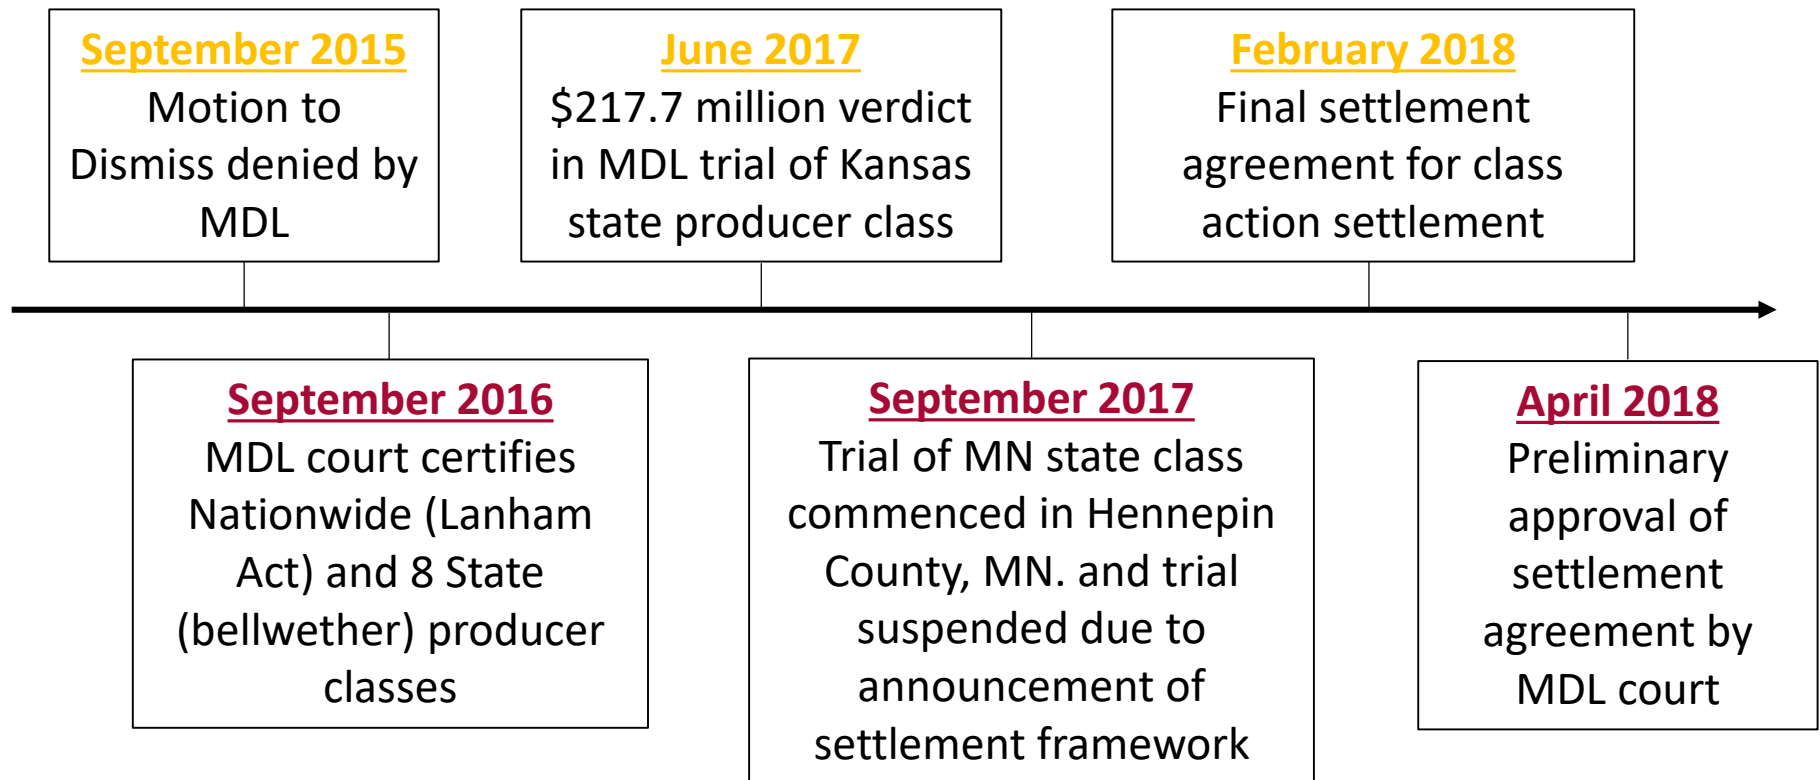 September 2015
Motion to
Dismiss denied by
MDL
June 2017
$217.7 million verdict
in MDL trial of Kansas
state producer class
February 2018
Final settlement
agreement for class
action settlement
September 2016
MDL court certifies
Nationwide (Lanham
Act) and 8 State
(bellwether) producer
classes
September 2017
Trial of MN state class
commenced in Hennepin
County, MN. and trial
suspended due to
announcement of
settlement framework
April 2018
Preliminary
approval of
settlement
agreement by
MDL court